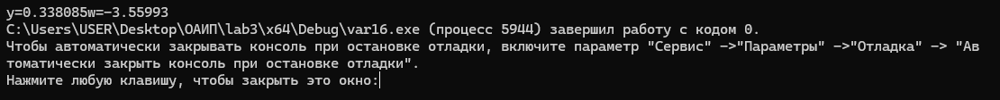 y=0.338085w=-3.55993
C:\Users\USER\Desktop\ОАИП\lab3\x64\Debug\var16.exe (процесс 5944) завершил работу с кодом 0.
Чтобы автоматически закрывать консоль при остановке отладки, включите параметр "Сервис" ->"Параметры" ->"Отладка" -> "Ав
томатически закрыть консоль при остановке отладки".
Нажмите любую клавишу, чтобы закрыть это окно: